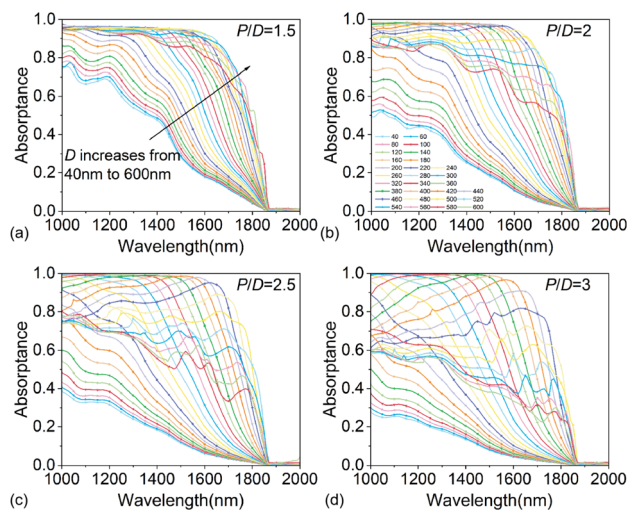 P/D=1.5
Absorptance
1.0
0.8
0.6
0.4
0.2
0.0
D increases from
40nm to 600nm
1000 1200 1400 1600 1800 2000
Wavelength(nm)
(a)
P/D=2
Absorptance
1.0
0.8
0.6
0.4
0.2
0.0
40 60
80 100
120 140
160 180
200 220 240
260 280 300
320 340 360
380 400 420 440
460 480 500 520
540 560 580 600
1000 1200 1400 1600 1800 2000
Wavelength(nm)
(b)
P/D=2.5
Absorptance
1.0
0.8
0.6
0.4
0.2
0.0
1000 1200 1400 1600 1800 2000
Wavelength(nm)
(c)
P/D=3
Absorptance
1.0
0.8
0.6
0.4
0.2
0.0
1000 1200 1400 1600 1800 2000
Wavelength(nm)
(d)